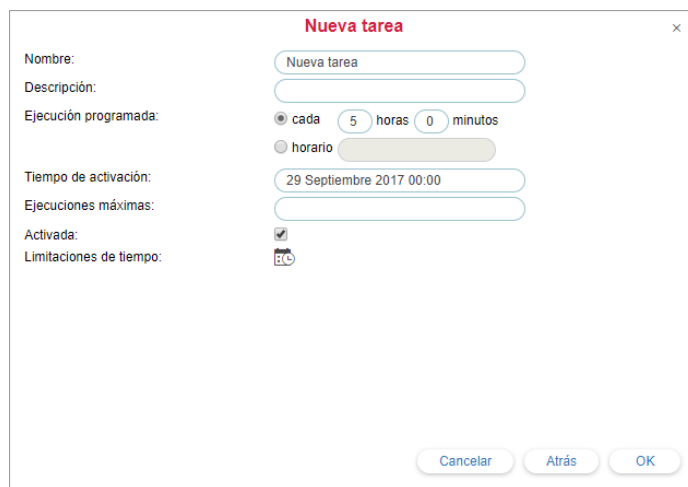 Nueva tarea ×
Nombre: Nueva tarea
Descripción:
Ejecución programada: cada 5 horas 0 minutos
horario
Tiempo de activación: 29 Septiembre 2017 00:00
Ejecuciones máximas:
Activada:
Limitaciones de tiempo:
Cancelar Atrás OK